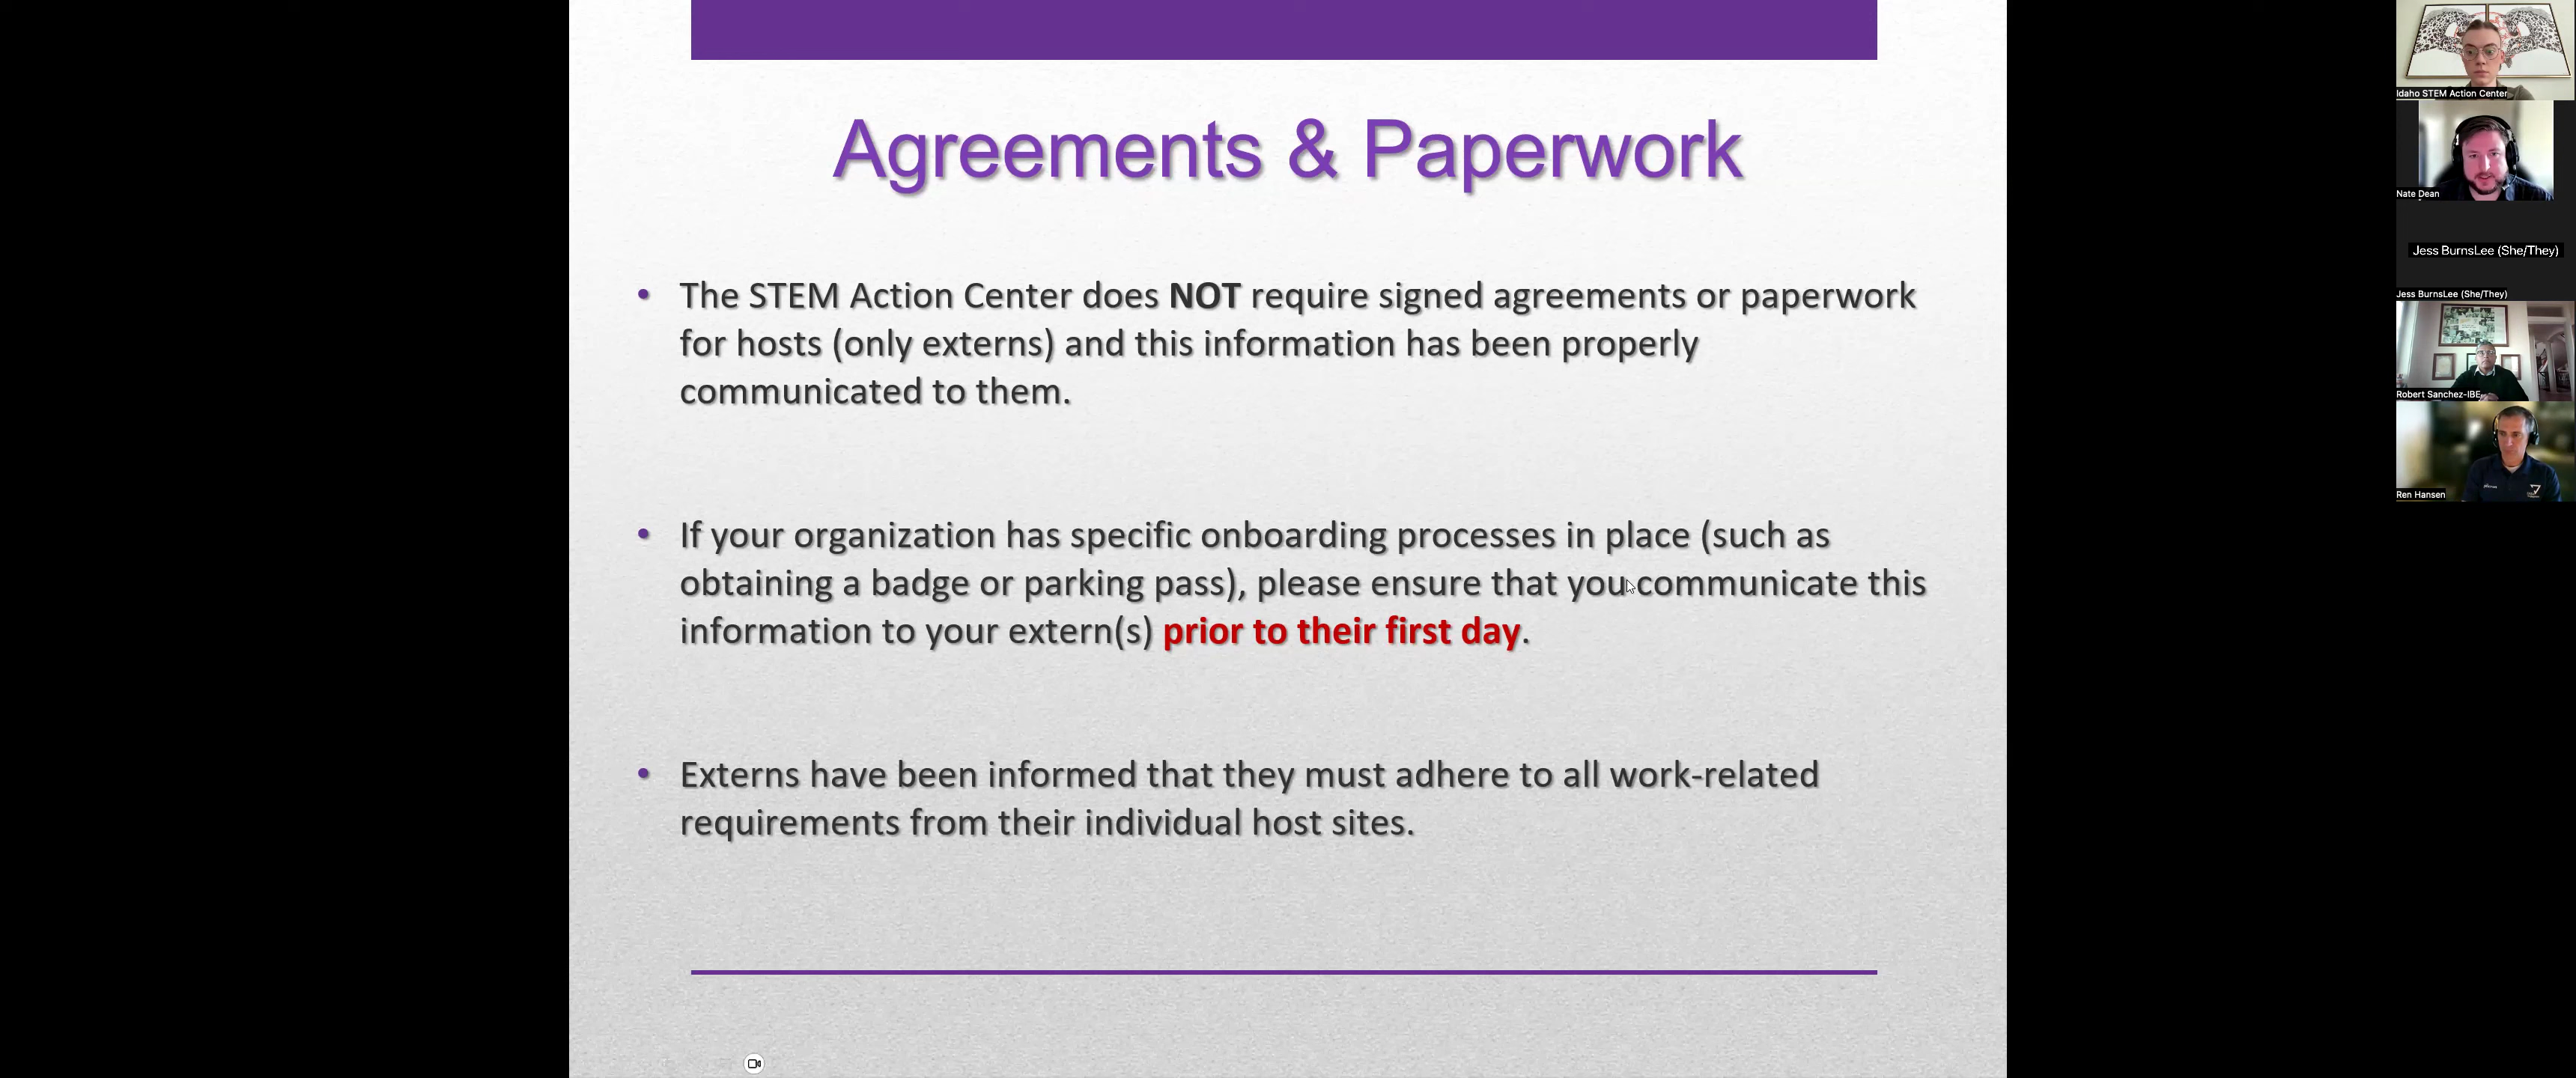 Agreements & Paperwork
• The STEM Action Center does NOT require signed agreements or paperwork
for hosts (only externs) and this information has been properly
communicated to them.
• If your organization has specific onboarding processes in place (such as
obtaining a badge or parking pass), please ensure that you communicate this
information to your extern(s) prior to their first day.
• Externs have been informed that they must adhere to all work-related
requirements from their individual host sites.
Idaho STEM Action Center
Nate Dean
Jess BurnsLee (She/They)
Jess BurnsLee (She/They)
Robert Sanchez-IBE
Ren Hansen